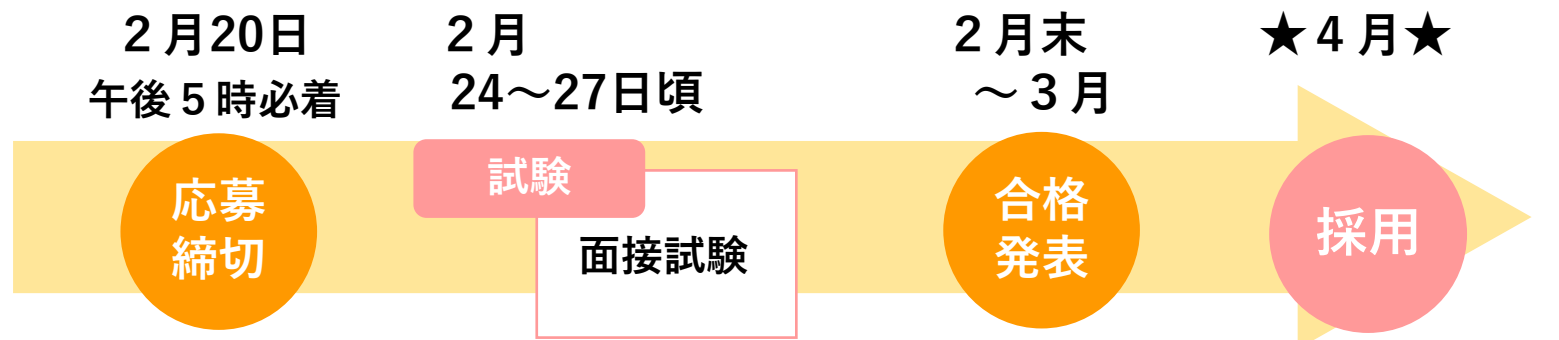 ２月20日
午後５時必着
２月
24～27日頃
２月末
～３月
★４月★
応募
締切
試験
面接試験
合格
発表
採用